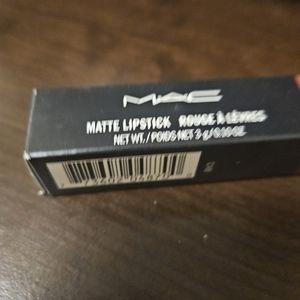 MAC
MATTE LIPSTICK ROUGE À LÈVRES
NET WT./POIDS NET 3 g/0.10 OZ